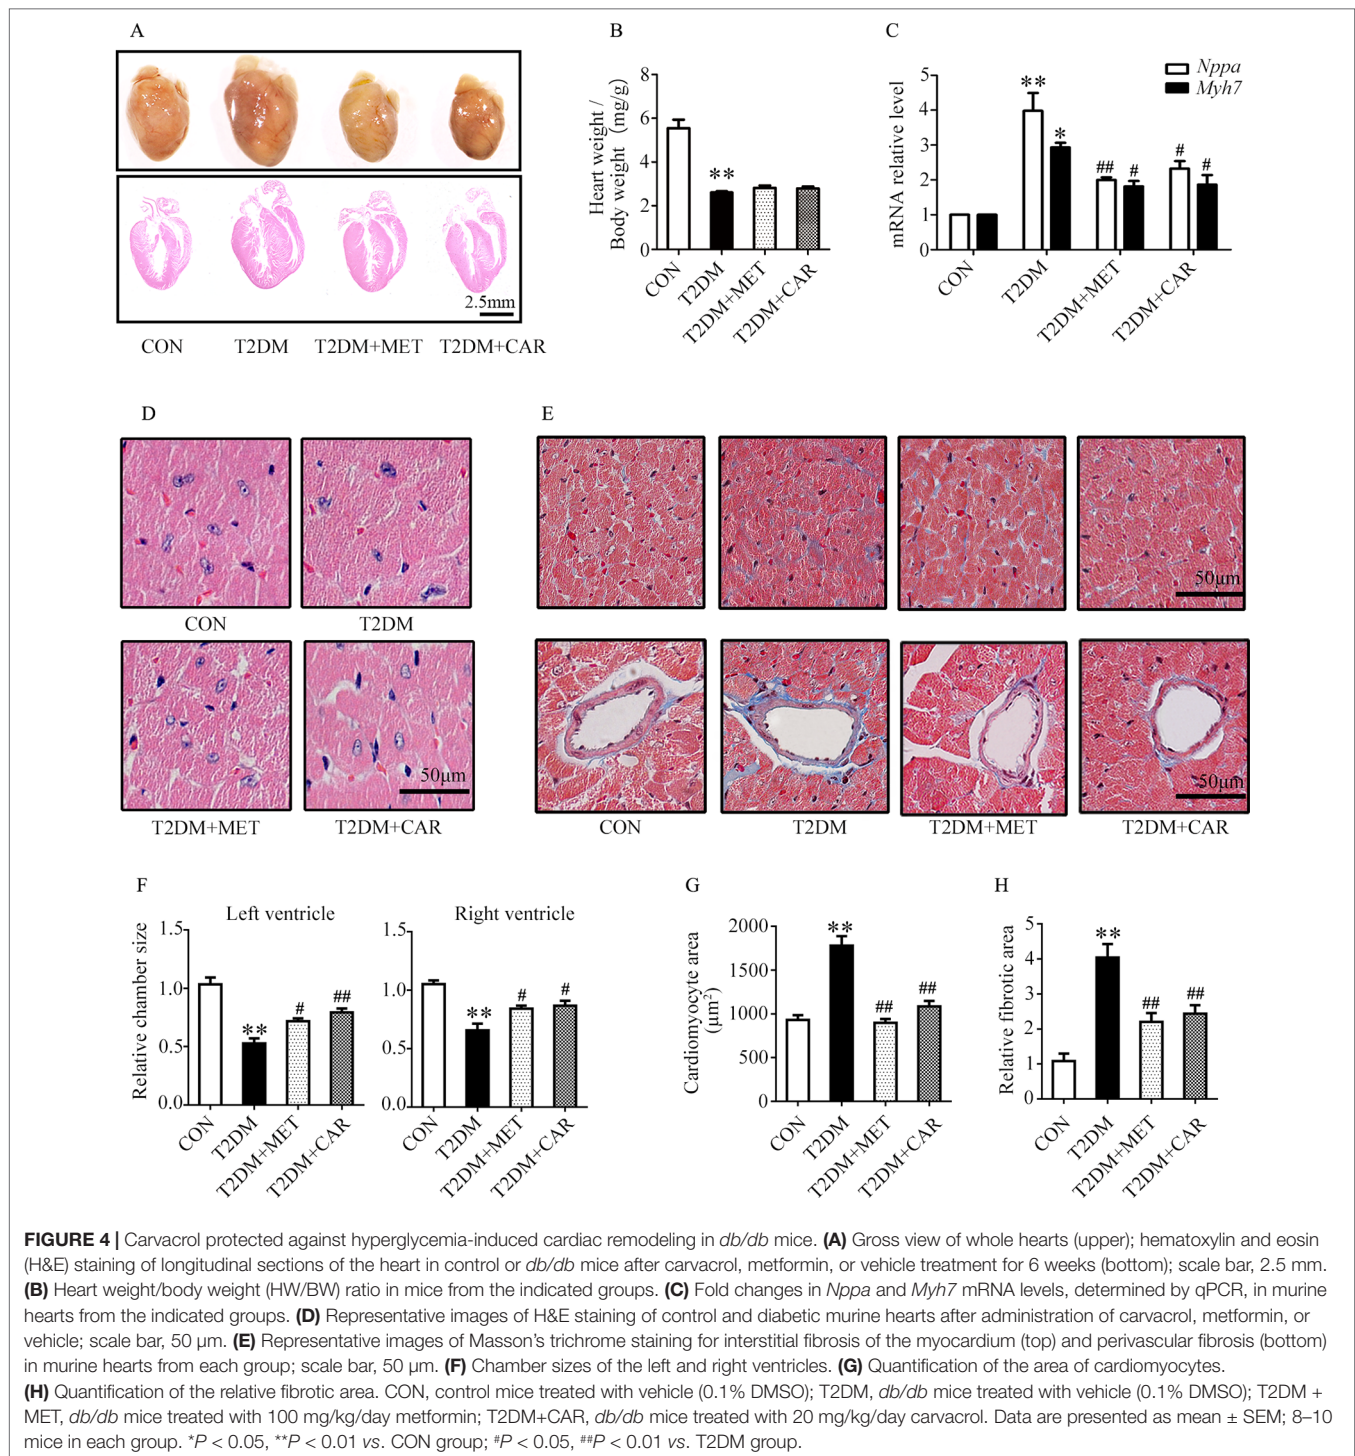 A
2.5mm
CON T2DM T2DM+MET T2DM+CAR
B
Heart weight /
Body weight (mg/g)
8
6
4
2
0
**
CON
T2DM
T2DM+MET
T2DM+CAR
C
Nppa
Myh7
mRNA relative level
5
4
3
2
1
0
**
*
##
#
#
#
CON
T2DM
T2DM+MET
T2DM+CAR
D
CON T2DM
50μm
T2DM+MET T2DM+CAR
E
50μm
50μm
CON T2DM T2DM+MET T2DM+CAR
F
Left ventricle
Relative chamber size
1.5
1.0
0.5
0.0
**
#
##
CON
T2DM
T2DM+MET
T2DM+CAR
Right ventricle
1.5
1.0
0.5
0.0
**
#
#
CON
T2DM
T2DM+MET
T2DM+CAR
G
Cardiomyocyte area
(μm²)
2000
1500
1000
500
0
**
##
##
CON
T2DM
T2DM+MET
T2DM+CAR
H
Relative fibrotic area
5
4
3
2
1
0
**
##
##
CON
T2DM
T2DM+MET
T2DM+CAR
FIGURE 4 | Carvacrol protected against hyperglycemia-induced cardiac remodeling in db/db mice. (A) Gross view of whole hearts (upper); hematoxylin and eosin
(H&E) staining of longitudinal sections of the heart in control or db/db mice after carvacrol, metformin, or vehicle treatment for 6 weeks (bottom); scale bar, 2.5 mm.
(B) Heart weight/body weight (HW/BW) ratio in mice from the indicated groups. (C) Fold changes in Nppa and Myh7 mRNA levels, determined by qPCR, in murine
hearts from the indicated groups. (D) Representative images of H&E staining of control and diabetic murine hearts after administration of carvacrol, metformin, or
vehicle; scale bar, 50 μm. (E) Representative images of Masson's trichrome staining for interstitial fibrosis of the myocardium (top) and perivascular fibrosis (bottom)
in murine hearts from each group; scale bar, 50 μm. (F) Chamber sizes of the left and right ventricles. (G) Quantification of the area of cardiomyocytes.
(H) Quantification of the relative fibrotic area. CON, control mice treated with vehicle (0.1% DMSO); T2DM, db/db mice treated with vehicle (0.1% DMSO); T2DM +
MET, db/db mice treated with 100 mg/kg/day metformin; T2DM+CAR, db/db mice treated with 20 mg/kg/day carvacrol. Data are presented as mean ± SEM; 8–10
mice in each group. *P < 0.05, **P < 0.01 vs. CON group; #P < 0.05, ##P < 0.01 vs. T2DM group.